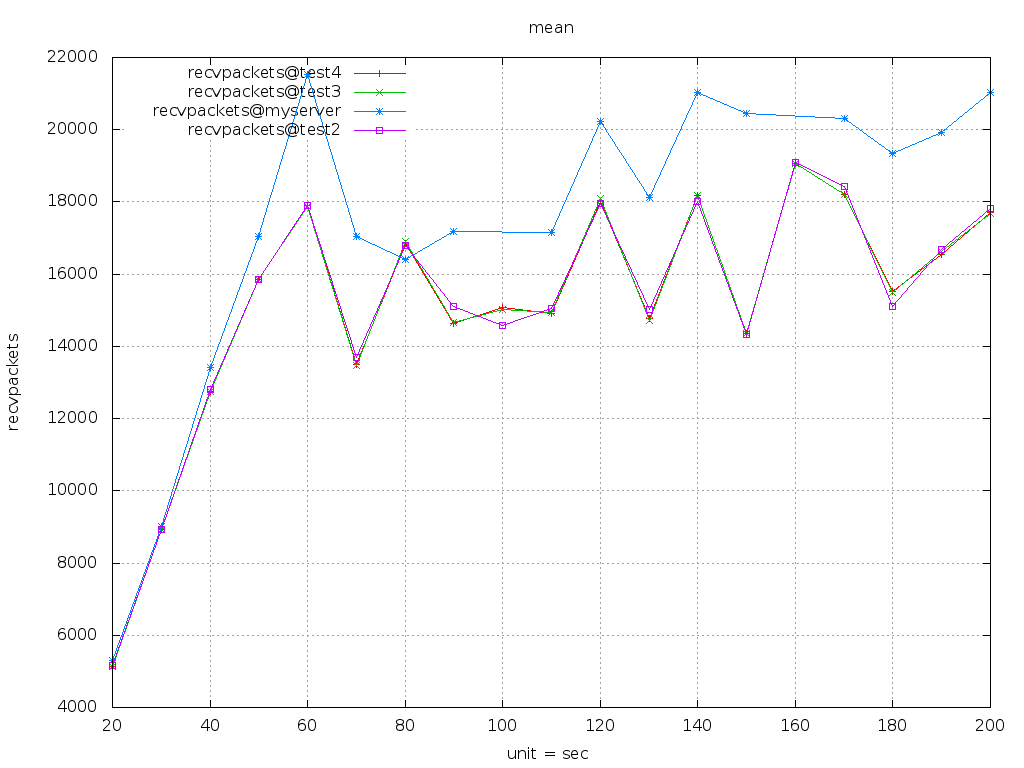 mean
22000
20000
18000
16000
14000
12000
10000
8000
6000
4000
recvpackets
recvpackets@test4
recvpackets@test3
recvpackets@myserver
recvpackets@test2
20 40 60 80 100 120 140 160 180 200
unit = sec